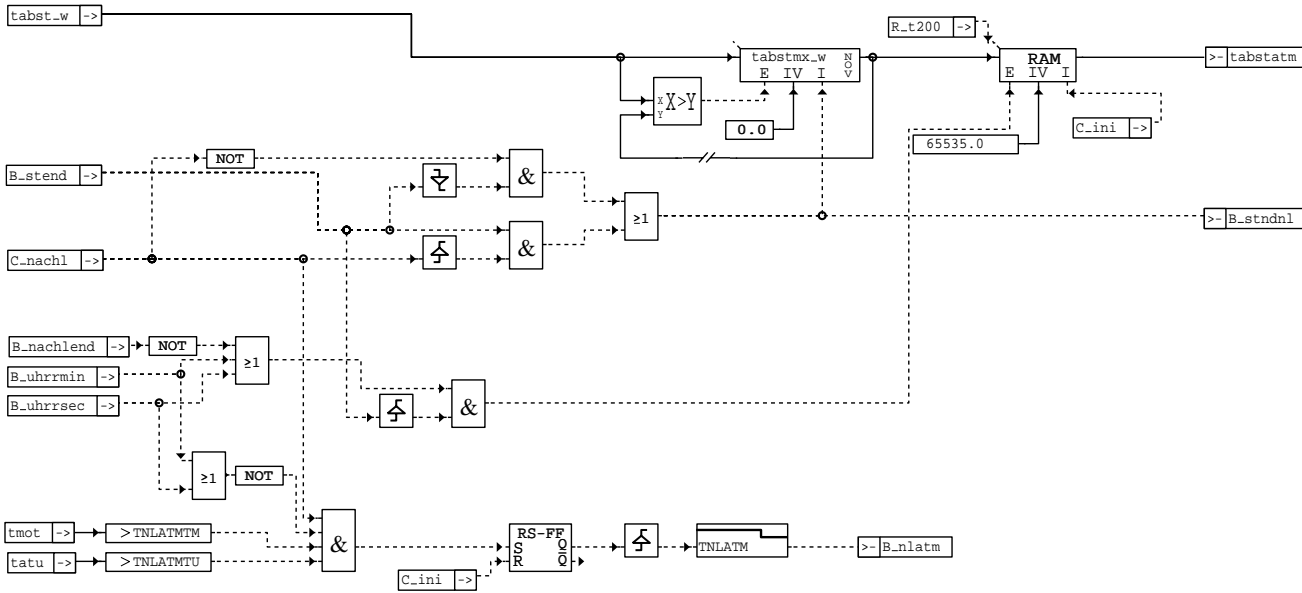 tabst_w ->
R_t200 ->
tabstmx_w
E IV I
NOV
RAM
E IV I
>- tabstatm
X
Y
X>Y
0.0
65535.0
C_ini ->
NOT
B_stend ->
&
≥1
>- B_stndnl
C_nachl ->
&
B_nachlend ->
NOT
≥1
B_uhrrmin ->
B_uhrrsec ->
&
≥1
NOT
tmot ->
>TNLATMTM
&
RS-FF
S Q
R Q
TNLATM
>- B_nlatm
tatu ->
>TNLATMTU
C_ini ->